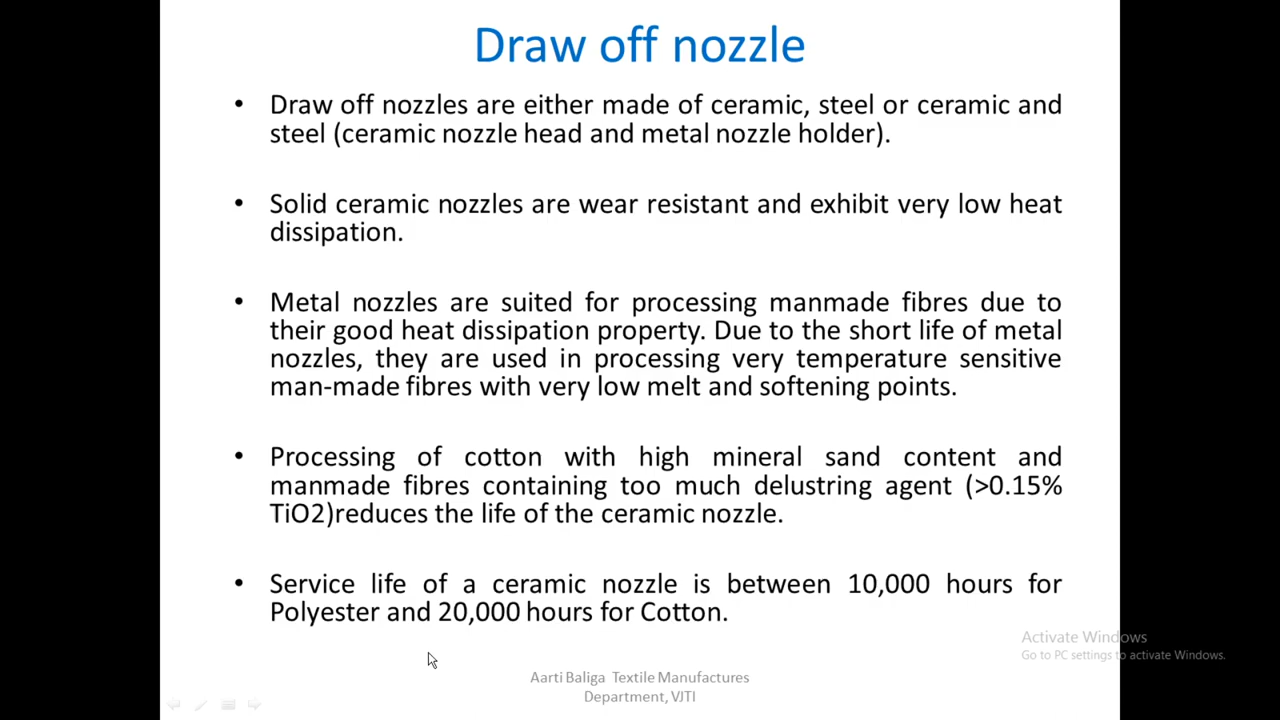 Draw off nozzle
• Draw off nozzles are either made of ceramic, steel or ceramic and
steel (ceramic nozzle head and metal nozzle holder).
• Solid ceramic nozzles are wear resistant and exhibit very low heat
dissipation.
• Metal nozzles are suited for processing manmade fibres due to
their good heat dissipation property. Due to the short life of metal
nozzles, they are used in processing very temperature sensitive
man-made fibres with very low melt and softening points.
• Processing of cotton with high mineral sand content and
manmade fibres containing too much delustring agent (>0.15%
TiO2)reduces the life of the ceramic nozzle.
• Service life of a ceramic nozzle is between 10,000 hours for
Polyester and 20,000 hours for Cotton.
Activate Windows
Go to PC settings to activate Windows.
Aarti Baliga Textile Manufactures
Department, VJTI